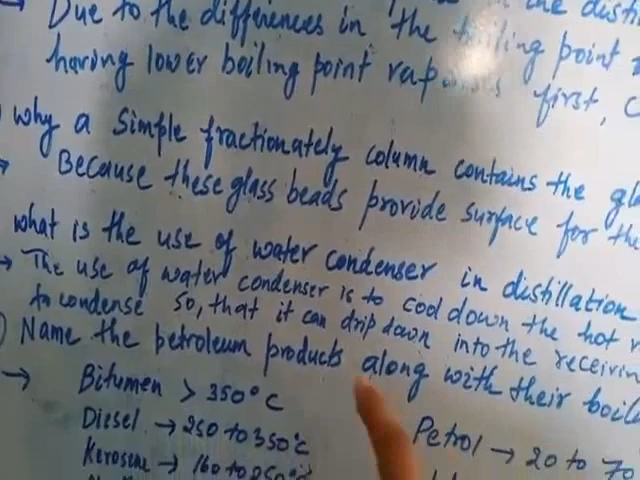 Due to the differences in the boiling point
having lower boiling point first,
why a simple fractionately column contains the
Because these glass beads provide surface for the
what is the use of water condenser in distillation
The use of water condenser is to cool down the hot
to condense so, that it can drip down into the
Name the petroleum products along with their
Bitumen > 350°C
Diesel → 250 to 350°C
Petrol → 20 to 70
Kerosene → 160 to 250°C